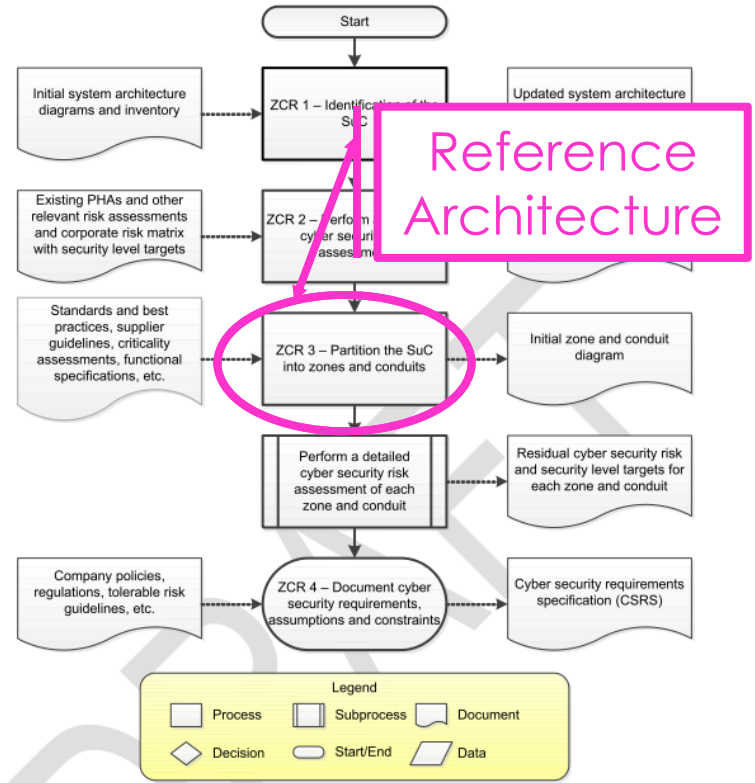 Start
Initial system architecture
diagrams and inventory
ZCR 1 – Identification of the
SuC
Updated system architecture
Reference
Architecture
Existing PHAs and other
relevant risk assessments
and corporate risk matrix
with security level targets
ZCR 2 – Perform
cyber
Standards and best
practices, supplier
guidelines, criticality
assessments, functional
specifications, etc.
ZCR 3 – Partition the SuC
into zones and conduits
Initial zone and conduit
diagram
Perform a detailed
cyber security risk
assessment of each
zone and conduit
Residual cyber security risk
and security level targets for
each zone and conduit
Company policies,
regulations, tolerable risk
guidelines, etc.
ZCR 4 – Document cyber
security requirements,
assumptions and constraints
Cyber security requirements
specification (CSRS)
Legend
Process
Subprocess
Document
Decision
Start/End
Data
DRAFT